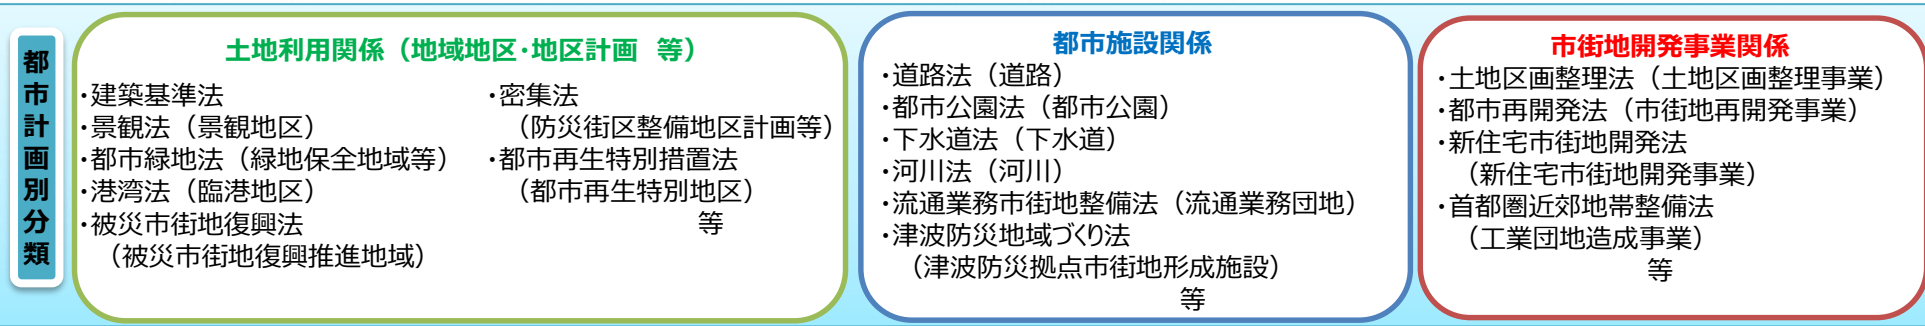 都市計画別分類
土地利用関係（地域地区･地区計画 等）
･建築基準法
･景観法（景観地区）
･都市緑地法（緑地保全地域等）
･港湾法（臨港地区）
･被災市街地復興法
（被災市街地復興推進地域）
･密集法
（防災街区整備地区計画等）
･都市再生特別措置法
（都市再生特別地区）
等
都市施設関係
･道路法（道路）
･都市公園法（都市公園）
･下水道法（下水道）
･河川法（河川）
･流通業務市街地整備法（流通業務団地）
･津波防災地域づくり法
（津波防災拠点市街地形成施設）
等
市街地開発事業関係
･土地区画整理法（土地区画整理事業）
･都市再開発法（市街地再開発事業）
･新住宅市街地開発法
（新住宅市街地開発事業）
･首都圏近郊地帯整備法
（工業団地造成事業）
等